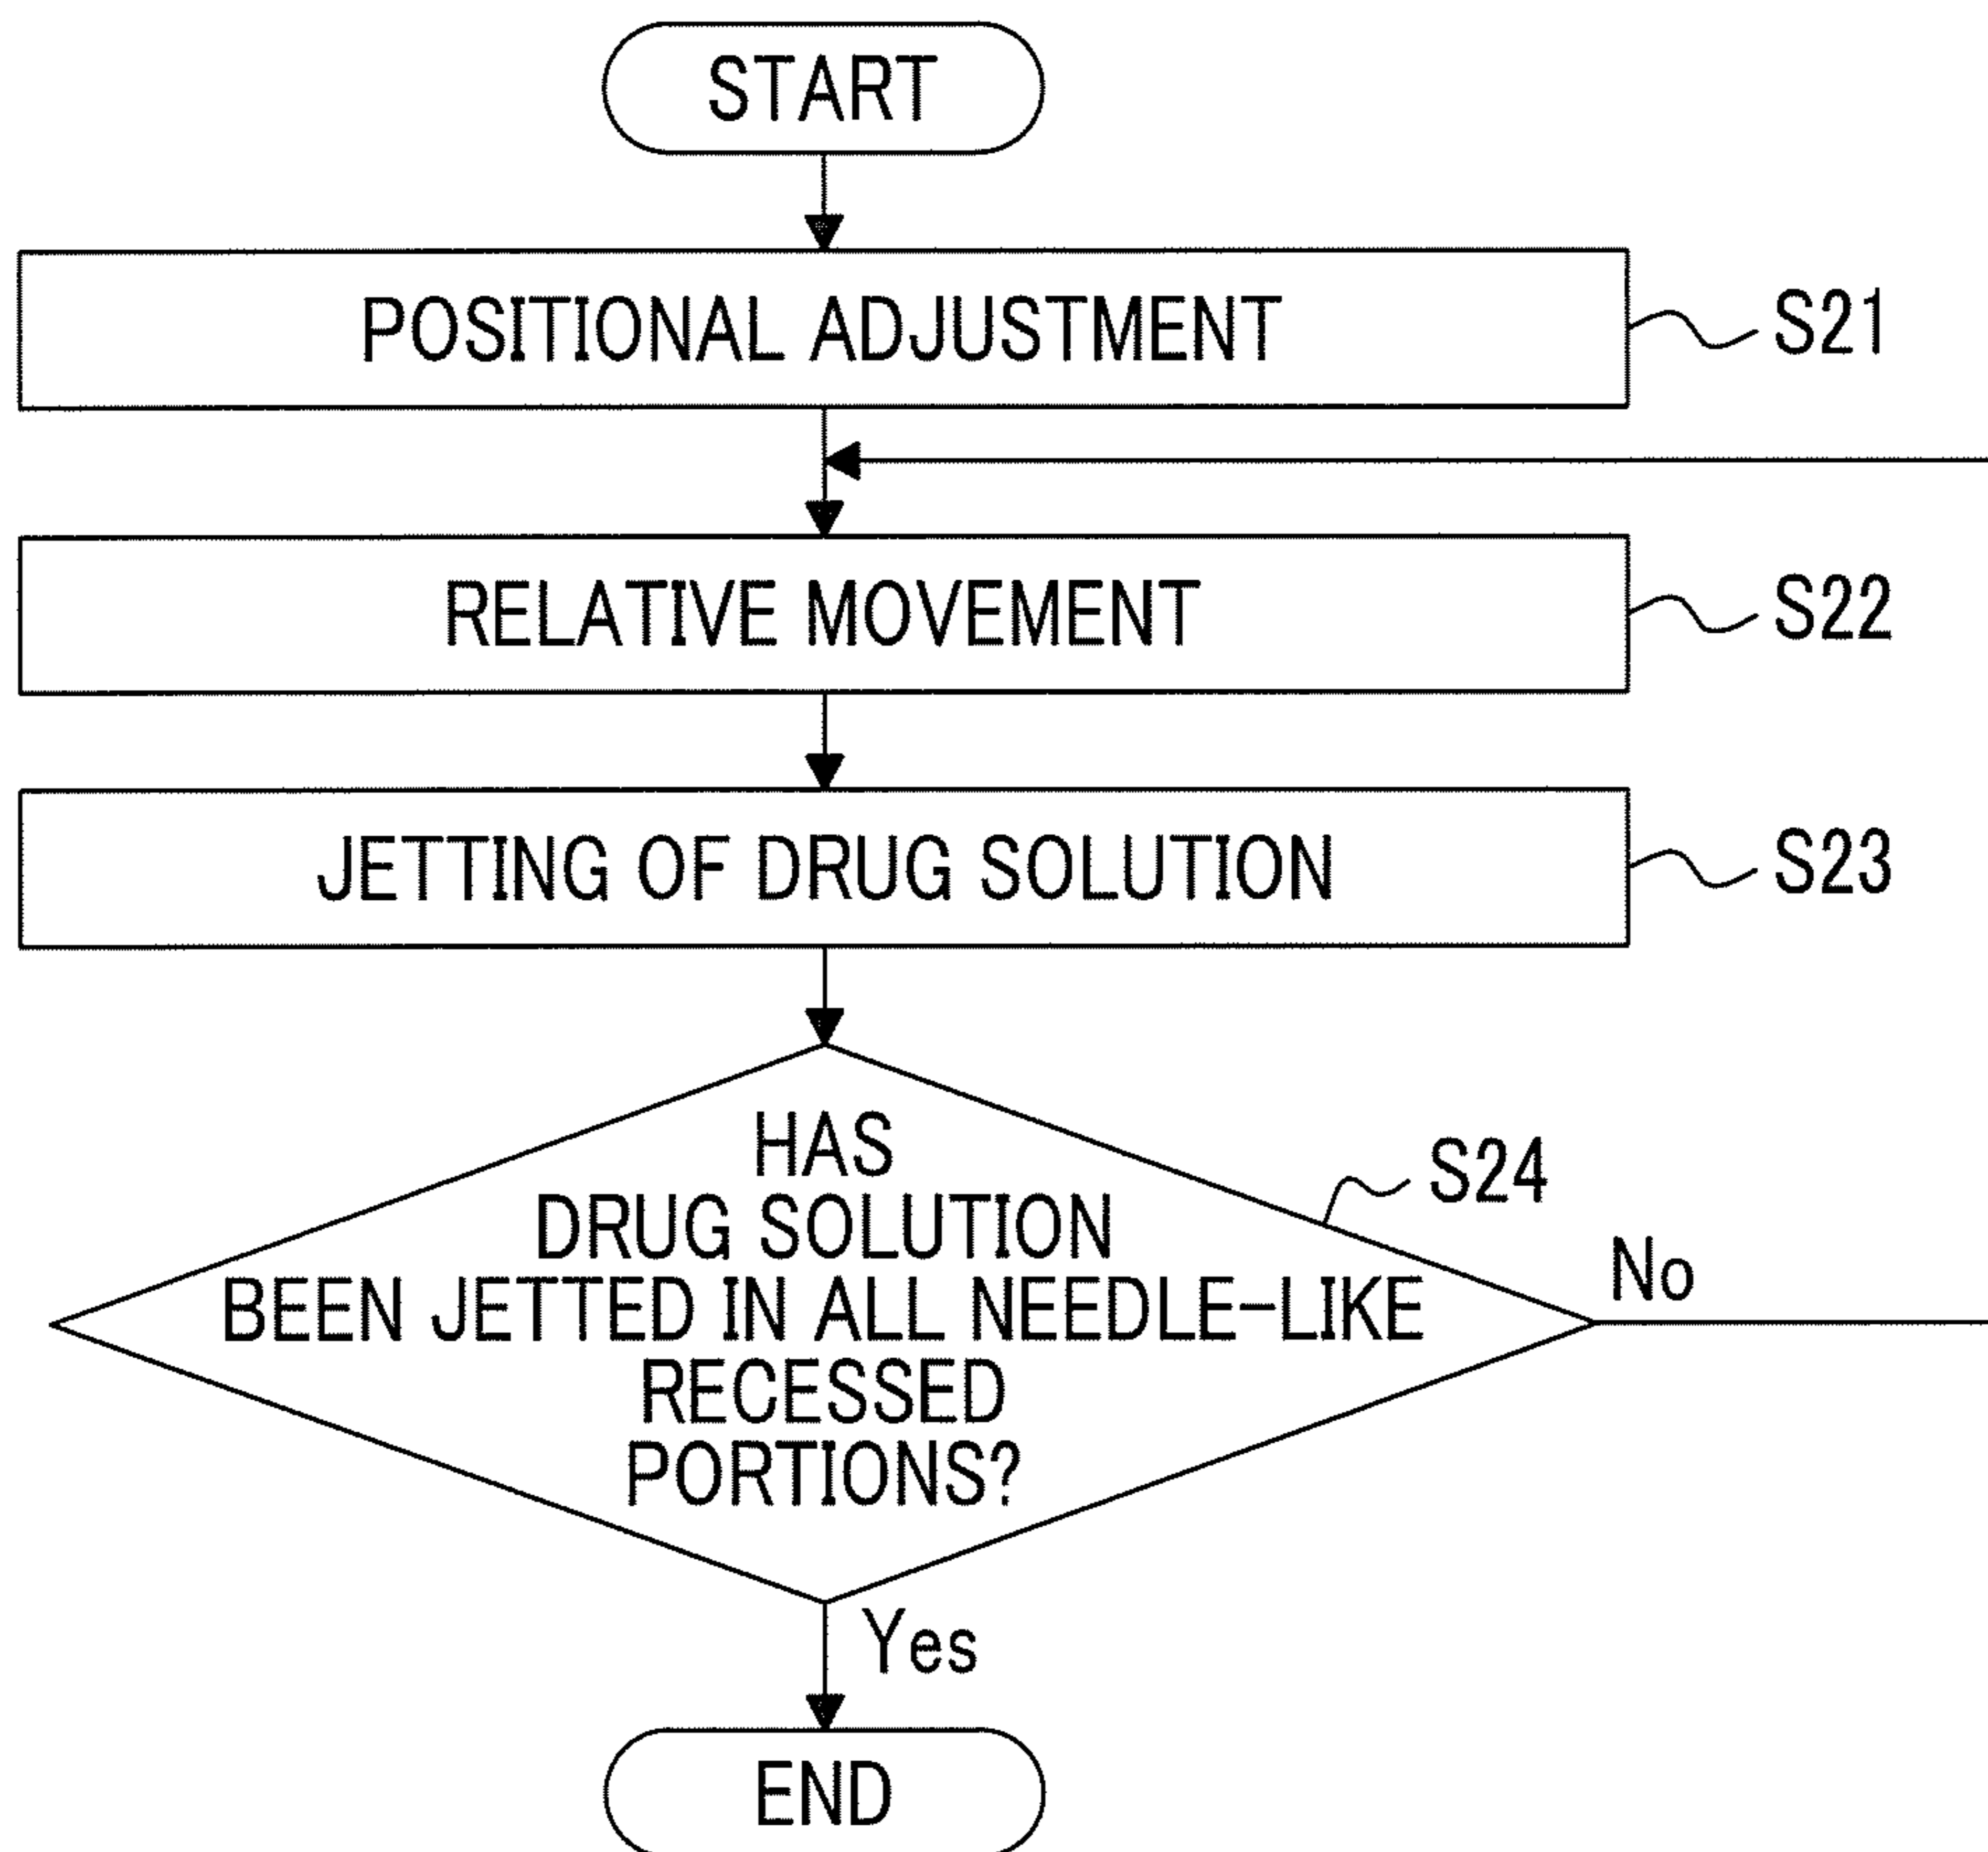 START
POSITIONAL ADJUSTMENT
S21
RELATIVE MOVEMENT
S22
JETTING OF DRUG SOLUTION
S23
HAS
DRUG SOLUTION
BEEN JETTED IN ALL NEEDLE-LIKE
RECESSED
PORTIONS?
S24
No
Yes
END